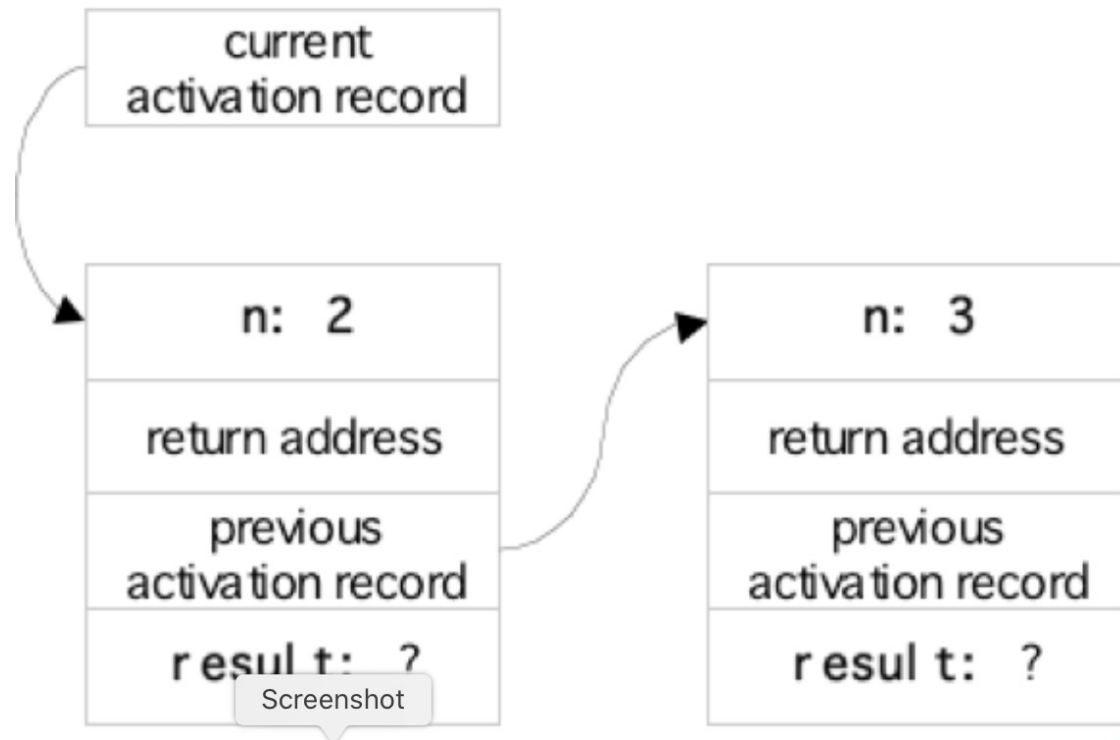 current
activation record
n: 2
return address
previous
activation record
result: ?
n: 3
return address
previous
activation record
result: ?
Screenshot